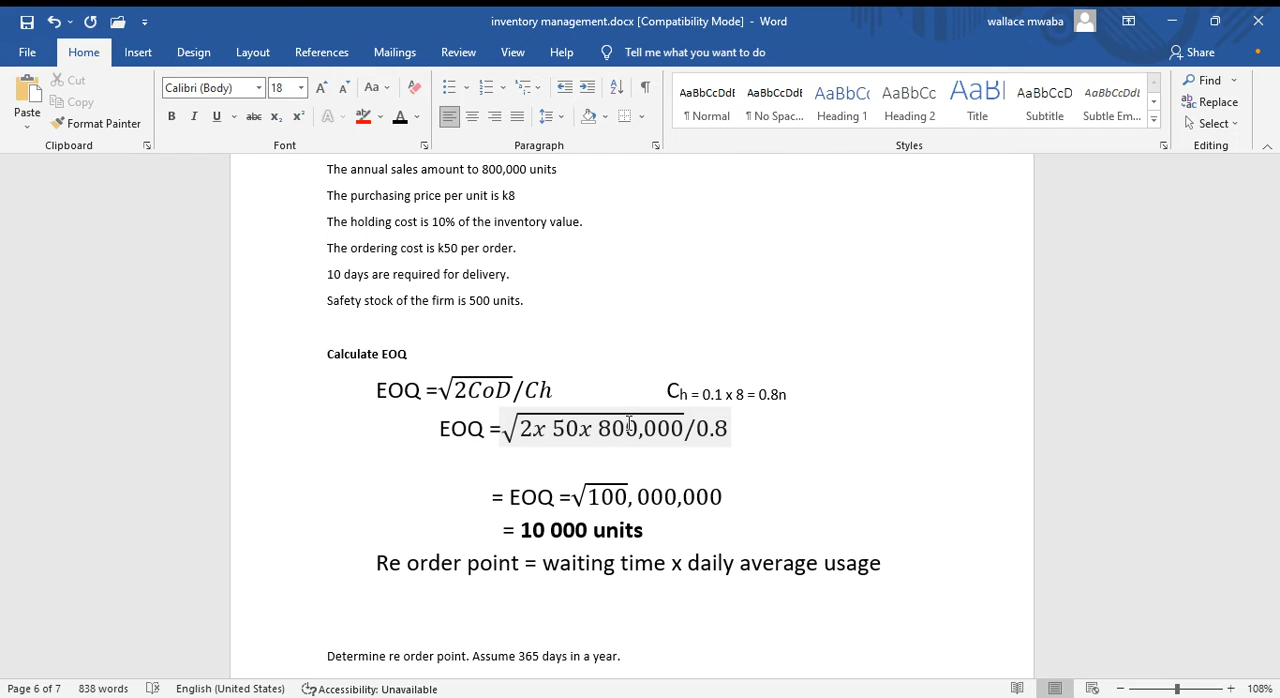 inventory management.docx [Compatibility Mode] - Word
wallace mwaba
File Home Insert Design Layout References Mailings Review View Help Tell me what you want to do Share
Paste
Cut
Copy
Format Painter
Clipboard
Calibri (Body) 18
Font
Paragraph
AaBbCcDdE AaBbCcDdE AaBbCc AaBbCc AaBl AaBbCcD AaBbCcDdl
¶ Normal ¶ No Spac... Heading 1 Heading 2 Title Subtitle Subtle Em...
Styles
Find
Replace
Select
Editing
The annual sales amount to 800,000 units
The purchasing price per unit is k8
The holding cost is 10% of the inventory value.
The ordering cost is k50 per order.
10 days are required for delivery.
Safety stock of the firm is 500 units.
Calculate EOQ
EOQ =√2CoD/Ch Ch = 0.1 x 8 = 0.8n
EOQ =√2x 50x 800,000/0.8
= EOQ =√100, 000,000
= 10 000 units
Re order point = waiting time x daily average usage
Determine re order point. Assume 365 days in a year.
Page 6 of 7 838 words English (United States) Accessibility: Unavailable 108%